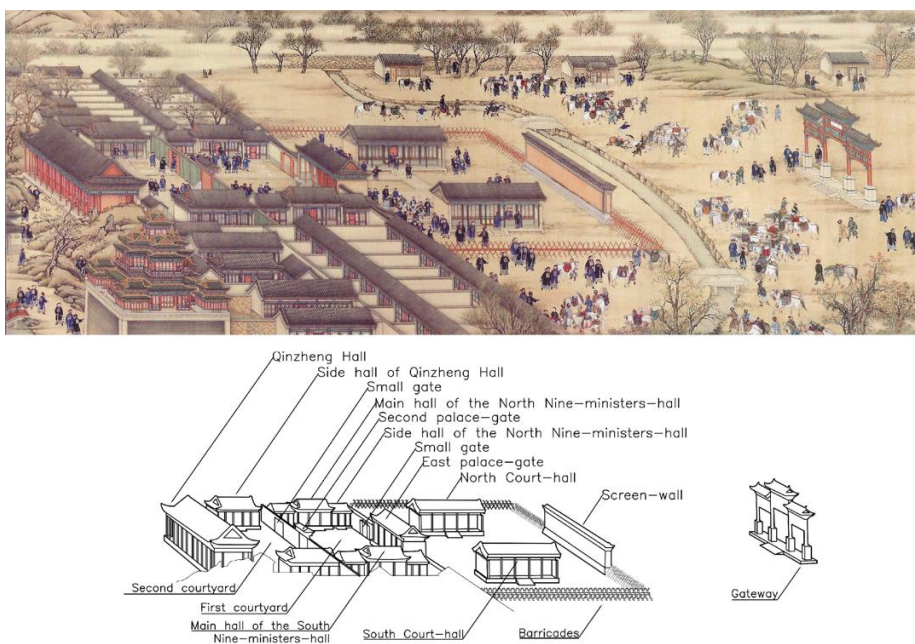 Qinzheng Hall
Side hall of Qinzheng Hall
Small gate
Main hall of the North Nine-ministers-hall
Second palace-gate
Side hall of the North Nine-ministers-hall
Small gate
East palace-gate
North Court-hall
Screen-wall
Second courtyard
First courtyard
Main hall of the South
Nine-ministers-hall
South Court-hall
Barricades
Gateway